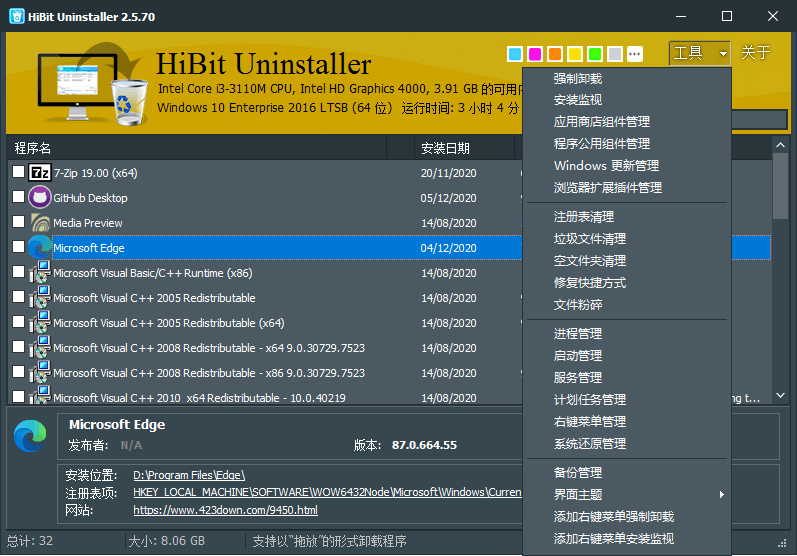 HiBit Uninstaller 2.5.70
HiBit Uninstaller
工具
关于
Intel Core i3-3110M CPU, Intel HD Graphics 4000, 3.91 GB 的可用内
Windows 10 Enterprise 2016 LTSB (64 位) 运行时间: 3 小时 4 分
程序名 安装日期
7-Zip 19.00 (x64) 20/11/2020
GitHub Desktop 05/12/2020
Media Preview 14/08/2020
Microsoft Edge 04/12/2020
Microsoft Visual Basic/C++ Runtime (x86) 14/08/2020
Microsoft Visual C++ 2005 Redistributable 14/08/2020
Microsoft Visual C++ 2005 Redistributable (x64) 14/08/2020
Microsoft Visual C++ 2008 Redistributable - x64 9.0.30729.7523 14/08/2020
Microsoft Visual C++ 2008 Redistributable - x86 9.0.30729.7523 14/08/2020
Microsoft Visual C++ 2010 x64 Redistributable - 10.0.40219 14/08/2020
ng t...
强制卸载
安装监视
应用商店组件管理
程序公用组件管理
Windows 更新管理
浏览器扩展插件管理
注册表清理
垃圾文件清理
空文件夹清理
修复快捷方式
文件粉碎
进程管理
启动管理
服务管理
计划任务管理
右键菜单管理
系统还原管理
备份管理
界面主题
添加右键菜单强制卸载
添加右键菜单安装监视
Microsoft Edge
发布者: N/A 版本: 87.0.664.55
安装位置: D:\Program Files\Edge\
注册表项: HKEY_LOCAL_MACHINE\SOFTWARE\WOW6432Node\Microsoft\Windows\Curren
网站: https://www.423down.com/9450.html
总计: 32 大小: 8.06 GB 支持以“拖放”的形式卸载程序